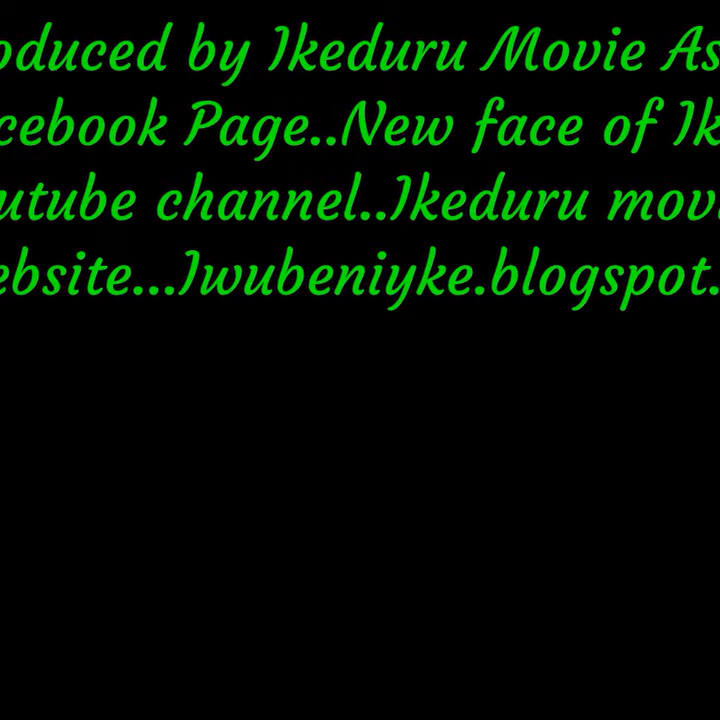 oduced by Ikeduru Movie As
cebook Page..New face of Ik
utube channel..Ikeduru mov
ebsite...Iwubeniyke.blogspot.